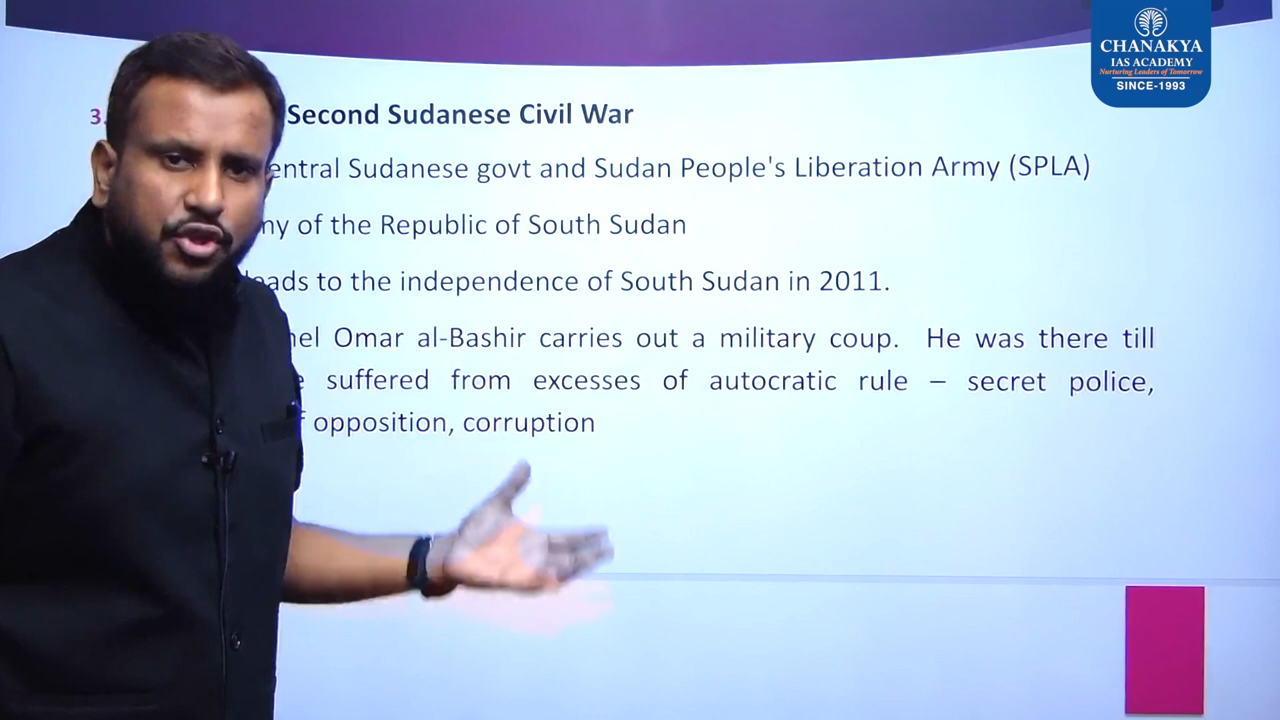 3.
Second Sudanese Civil War
entral Sudanese govt and Sudan People's Liberation Army (SPLA)
my of the Republic of South Sudan
leads to the independence of South Sudan in 2011.
nel Omar al-Bashir carries out a military coup. He was there till
suffered from excesses of autocratic rule – secret police,
of opposition, corruption
CHANAKYA
IAS ACADEMY
Nurturing Leaders of Tomorrow
SINCE-1993